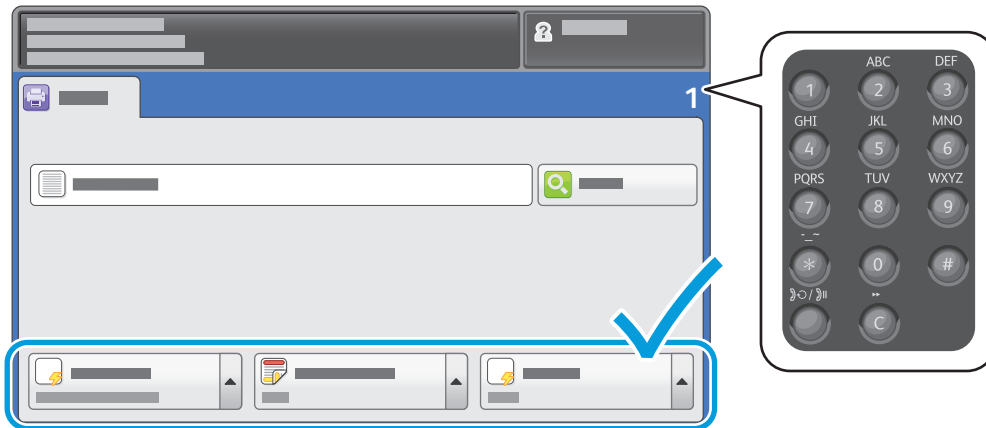 ?
1
ABC DEF
1 2 3
GHI JKL MNO
4 5 6
PQRS TUV WXYZ
7 8 9
-_~
* 0 #
/
C